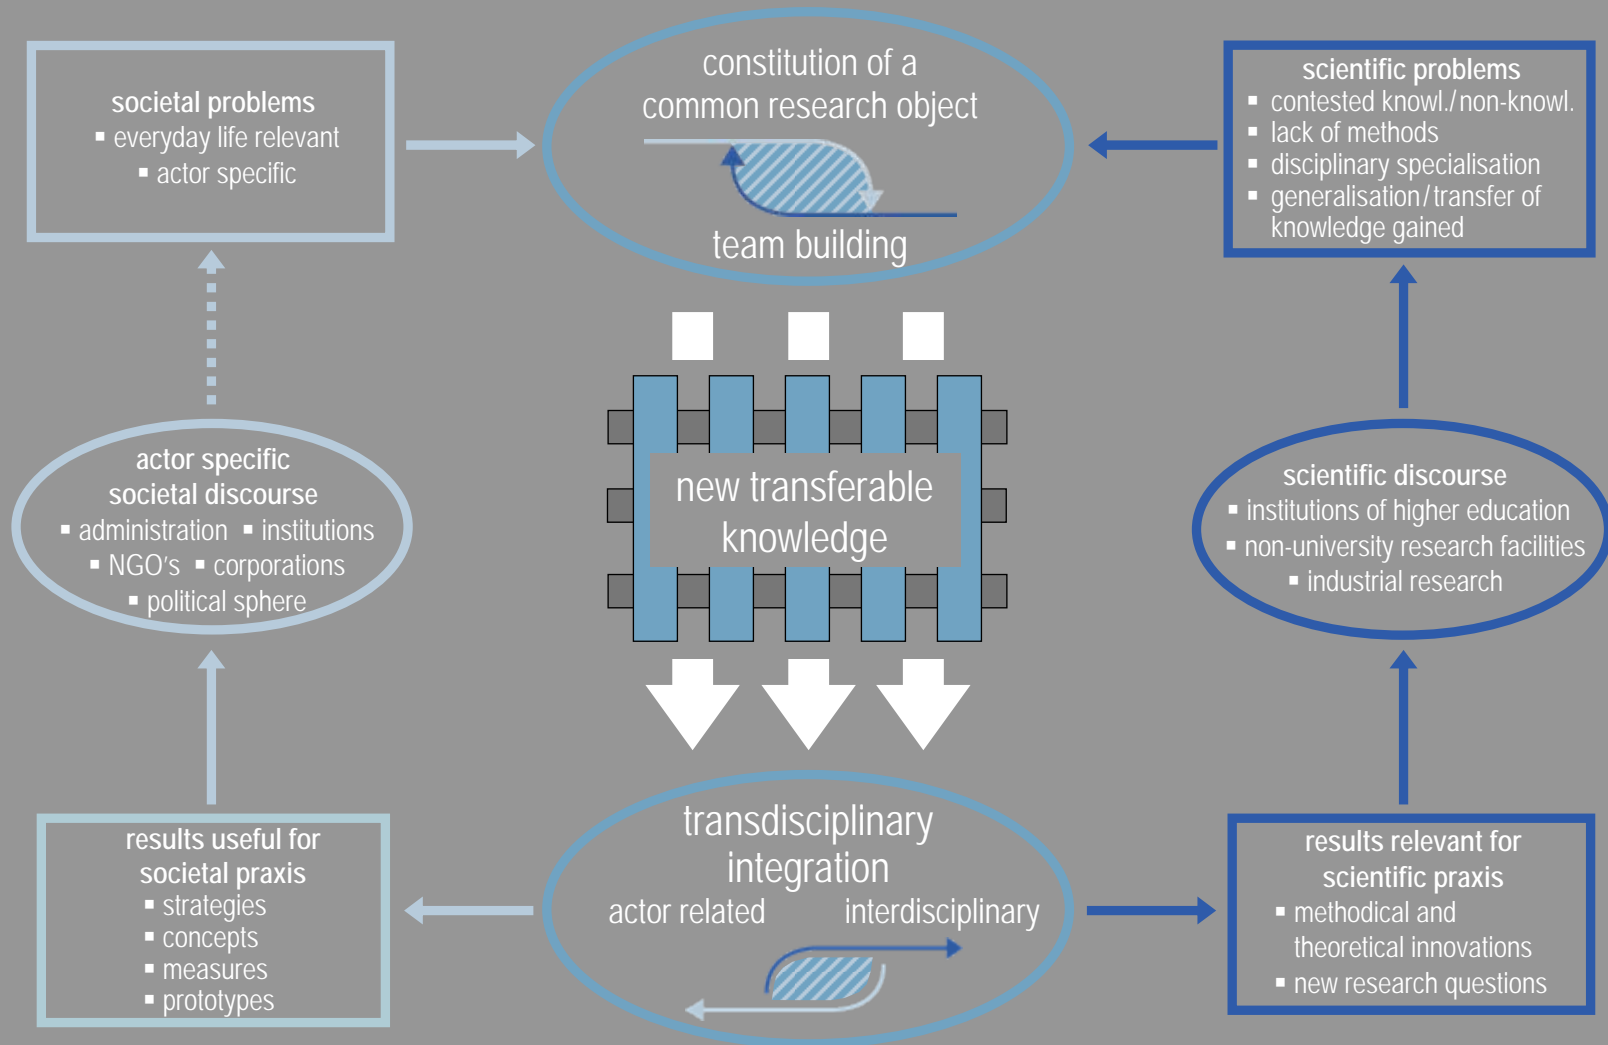 societal problems
▪ everyday life relevant
▪ actor specific
constitution of a
common research object
team building
scientific problems
▪ contested knowl./non-knowl.
▪ lack of methods
▪ disciplinary specialisation
▪ generalisation/transfer of
knowledge gained
actor specific
societal discourse
▪ administration ▪ institutions
▪ NGO's ▪ corporations
▪ political sphere
new transferable
knowledge
scientific discourse
▪ institutions of higher education
▪ non-university research facilities
▪ industrial research
results useful for
societal praxis
▪ strategies
▪ concepts
▪ measures
▪ prototypes
transdisciplinary
integration
actor related interdisciplinary
results relevant for
scientific praxis
▪ methodical and
theoretical innovations
▪ new research questions